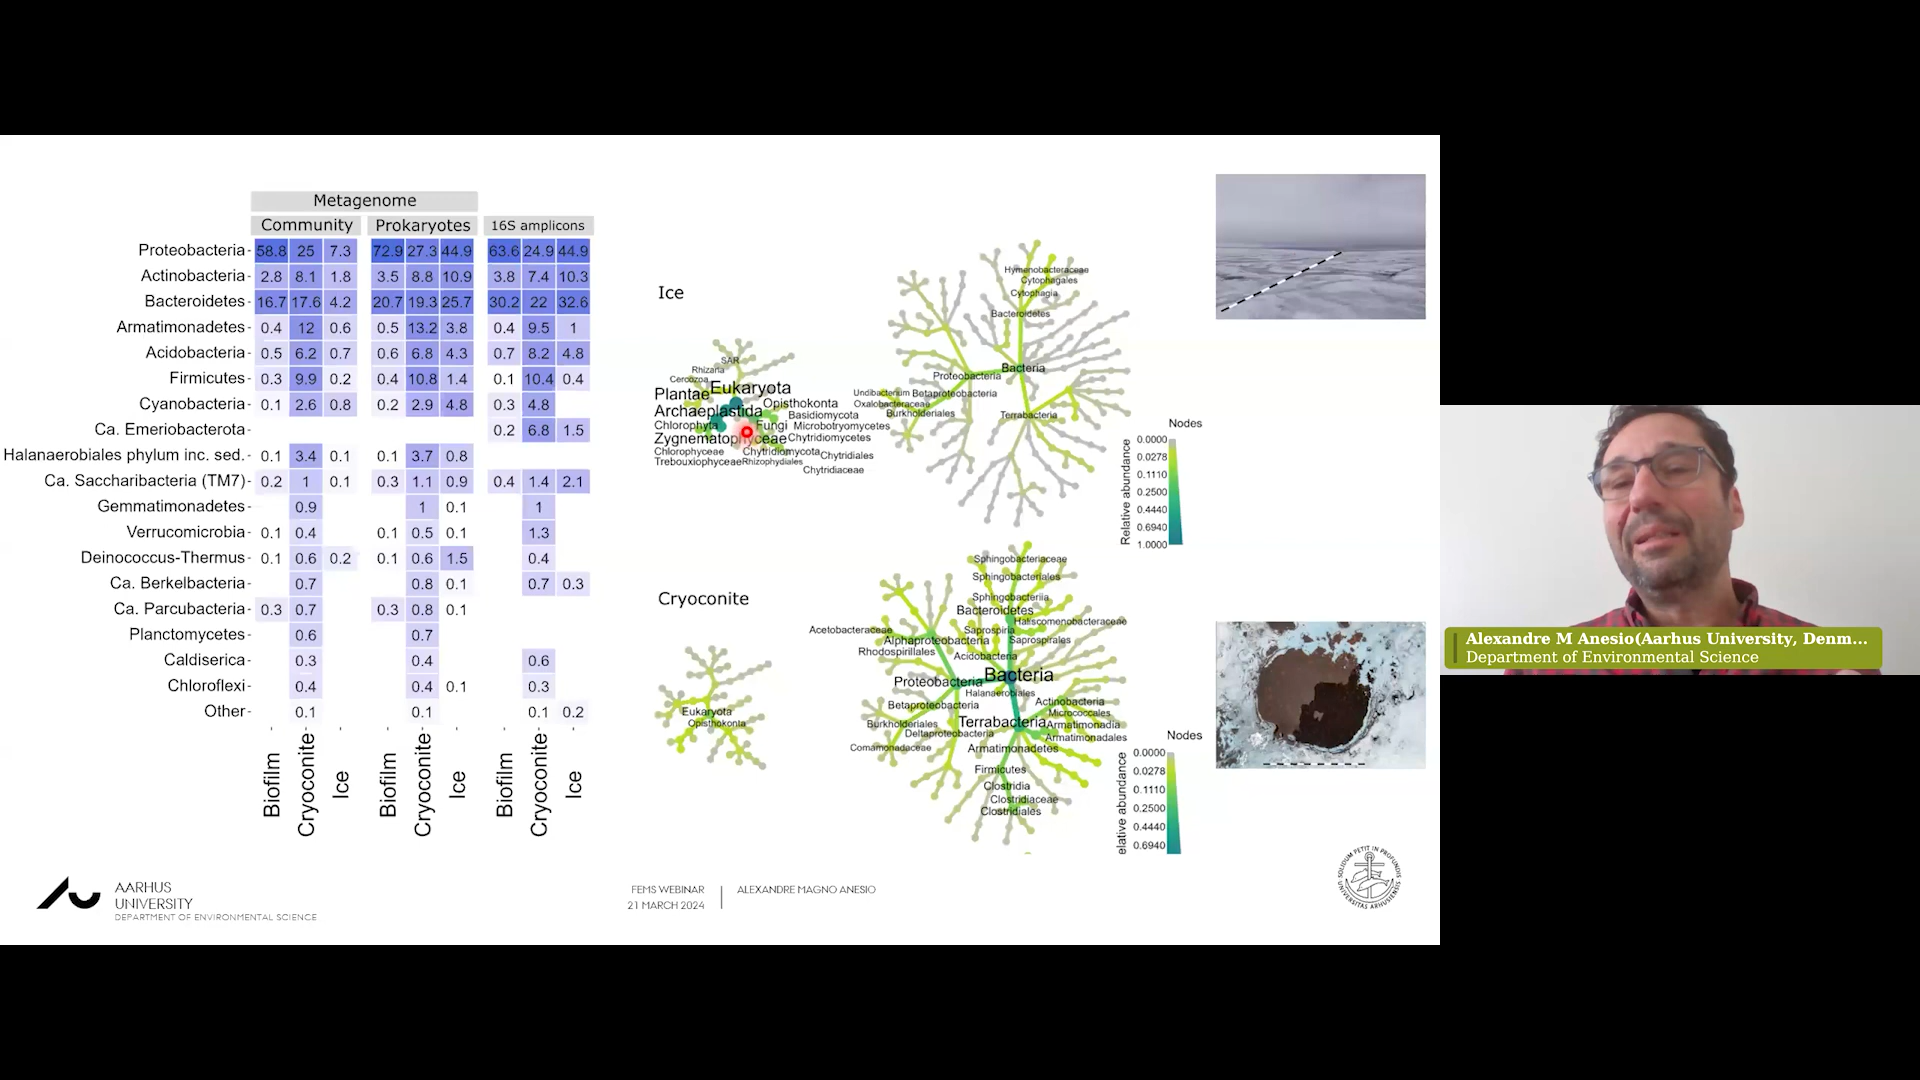 Metagenome
Community Prokaryotes 16S amplicons
Proteobacteria 58.8 25 7.3 72.9 27.3 44.9 63.6 24.9 44.9
Actinobacteria 2.8 8.1 1.8 3.5 8.8 10.9 3.8 7.4 10.3
Bacteroidetes 16.7 17.6 4.2 20.7 19.3 25.7 30.2 22 32.6
Armatimonadetes 0.4 12 0.6 0.5 13.2 3.8 0.4 9.5 1
Acidobacteria 0.5 6.2 0.7 0.6 6.8 4.3 0.7 8.2 4.8
Firmicutes 0.3 9.9 0.2 0.4 10.8 1.4 0.1 10.4 0.4
Cyanobacteria 0.1 2.6 0.8 0.2 2.9 4.8 0.3 4.8
Ca. Emeriobacterota 0.2 6.8 1.5
Halanaerobiales phylum inc. sed. 0.1 3.4 0.1 0.1 3.7 0.8
Ca. Saccharibacteria (TM7) 0.2 1 0.1 0.3 1.1 0.9 0.4 1.4 2.1
Gemmatimonadetes 0.9 1 0.1 1
Verrucomicrobia 0.1 0.4 0.1 0.5 0.1 1.3
Deinococcus-Thermus 0.1 0.6 0.2 0.1 0.6 1.5 0.4
Ca. Berkelbacteria 0.7 0.8 0.1 0.7 0.3
Ca. Parcubacteria 0.3 0.7 0.3 0.8 0.1
Planctomycetes 0.6 0.7
Caldiserica 0.3 0.4 0.6
Chloroflexi 0.4 0.4 0.1 0.3
Other 0.1 0.1 0.1 0.2
Biofilm Cryoconite Ice Biofilm Cryoconite Ice Biofilm Cryoconite Ice
Ice
SAR
Rhizaria
Cercozoa
Eukaryota
Plantae
Opisthokonta
Archaeplastida
Basidiomycota
Chlorophyta
Fungi
Microbotryomycetes
Zygnematophyceae
Chytridiomycetes
Chlorophyceae
Chytridiomycota
Chytridiales
Trebouxiophyceae
Rhizophydiales
Chytridiaceae
Hymenobacteraceae
Cytophagales
Cytophagia
Bacteroidetes
Bacteria
Proteobacteria
Undibacterium
Betaproteobacteria
Oxalobacteraceae
Burkholderiales
Terrabacteria
Nodes
Relative abundance
0.0000
0.0278
0.1110
0.2500
0.4440
0.6940
1.0000
Cryoconite
Eukaryota
Opisthokonta
Sphingobacteriaceae
Sphingobacteriales
Sphingobacteriia
Bacteroidetes
Haliscomenobacteraceae
Acetobacteraceae
Saprospiria
Alphaproteobacteria
Saprospirales
Rhodospirillales
Acidobacteria
Bacteria
Proteobacteria
Halanaerobiales
Betaproteobacteria
Actinobacteria
Micrococcales
Burkholderiales
Terrabacteria
Armatimonadia
Deltaproteobacteria
Armatimonadales
Comamonadaceae
Armatimonadetes
Firmicutes
Clostridia
Clostridiaceae
Clostridiales
Nodes
elative abundance
0.0000
0.0278
0.1110
0.2500
0.4440
0.6940
AARHUS
UNIVERSITY
DEPARTMENT OF ENVIRONMENTAL SCIENCE
FEMS WEBINAR
21 MARCH 2024
ALEXANDRE MAGNO ANESIO
SOLIDUM PETIT IN PROFUNDIS
UNIVERSITAS ARHUSIENSIS
Alexandre M Anesio(Aarhus University, Denm...
Department of Environmental Science